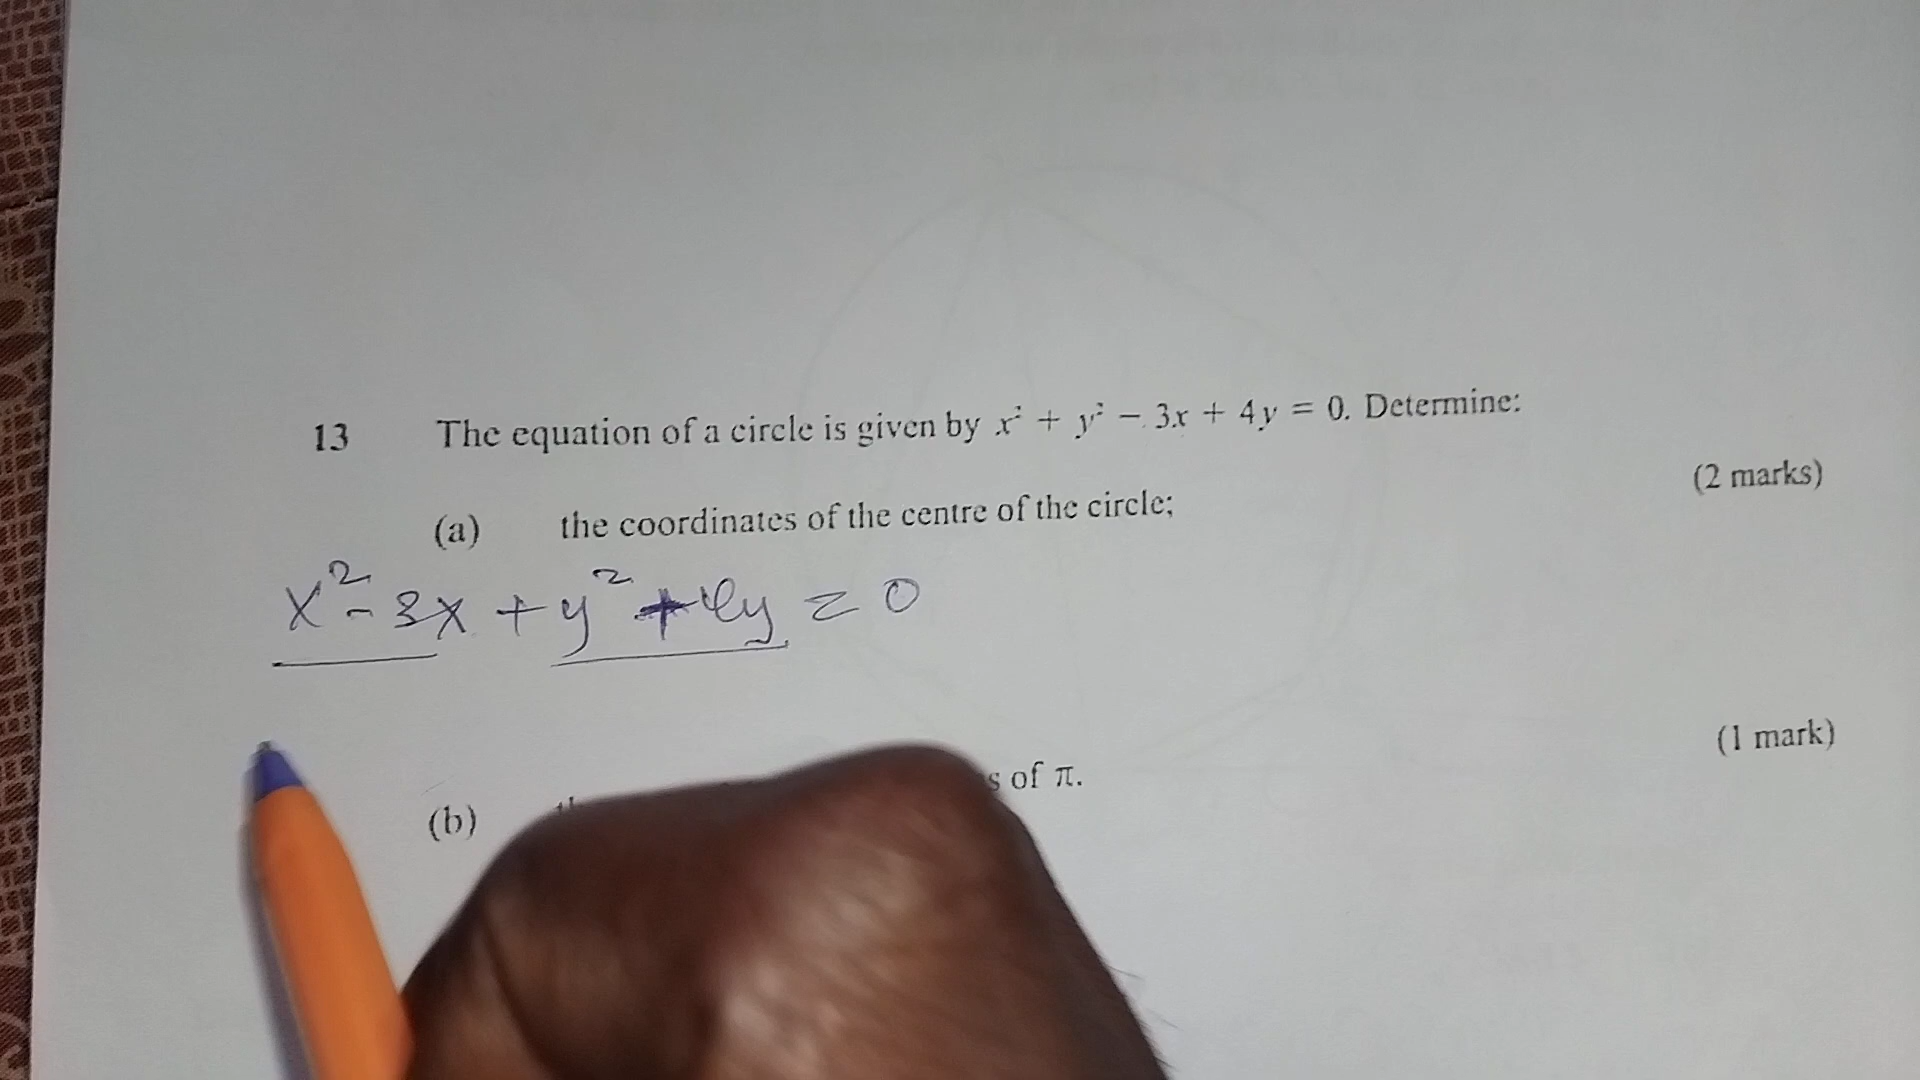 13 The equation of a circle is given by x² + y² - 3x + 4y = 0. Determine:
(a) the coordinates of the centre of the circle; (2 marks)
x² - 3x + y² + 4y = 0
(b) of π. (1 mark)